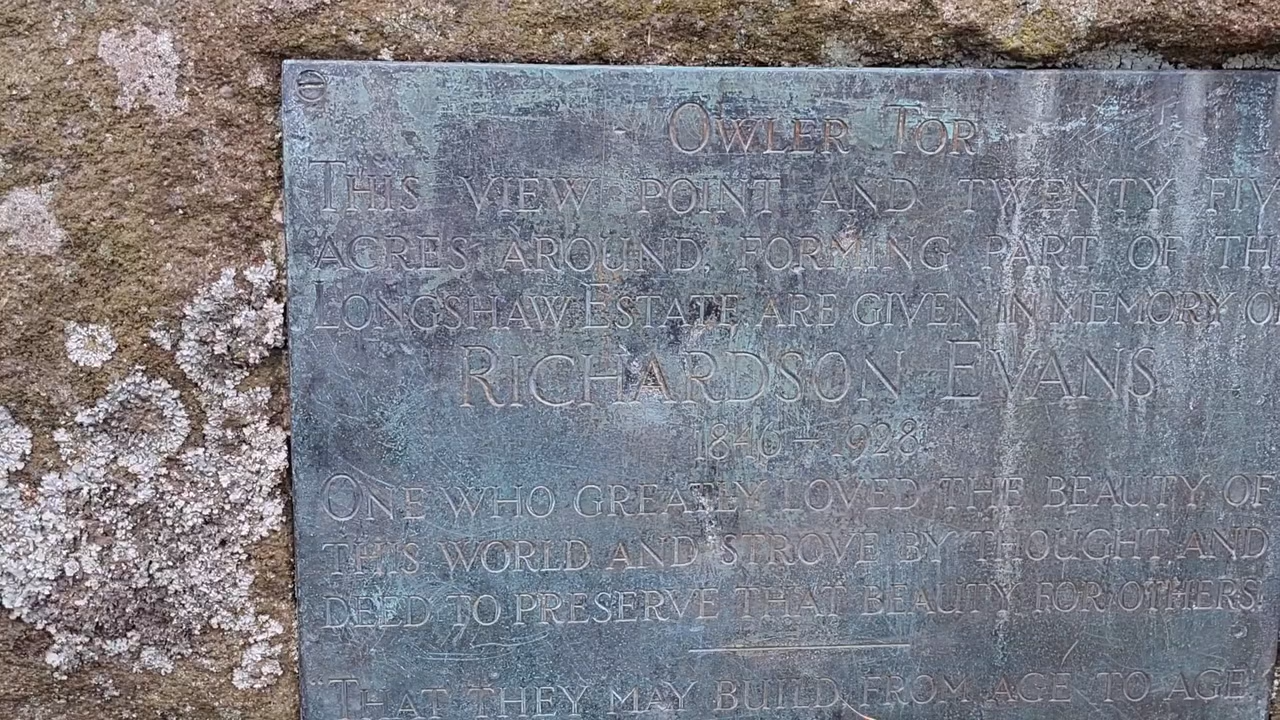 OWLER TOR
THIS VIEW POINT AND TWENTY FIV
ACRES AROUND, FORMING PART OF TH
LONGSHAW ESTATE ARE GIVEN IN MEMORY O
RICHARDSON EVANS
1846 – 1928
ONE WHO GREATLY LOVED THE BEAUTY OF
THIS WORLD AND STROVE BY THOUGHT AND
DEED TO PRESERVE THAT BEAUTY FOR OTHERS.
"THAT THEY MAY BUILD FROM AGE TO AGE